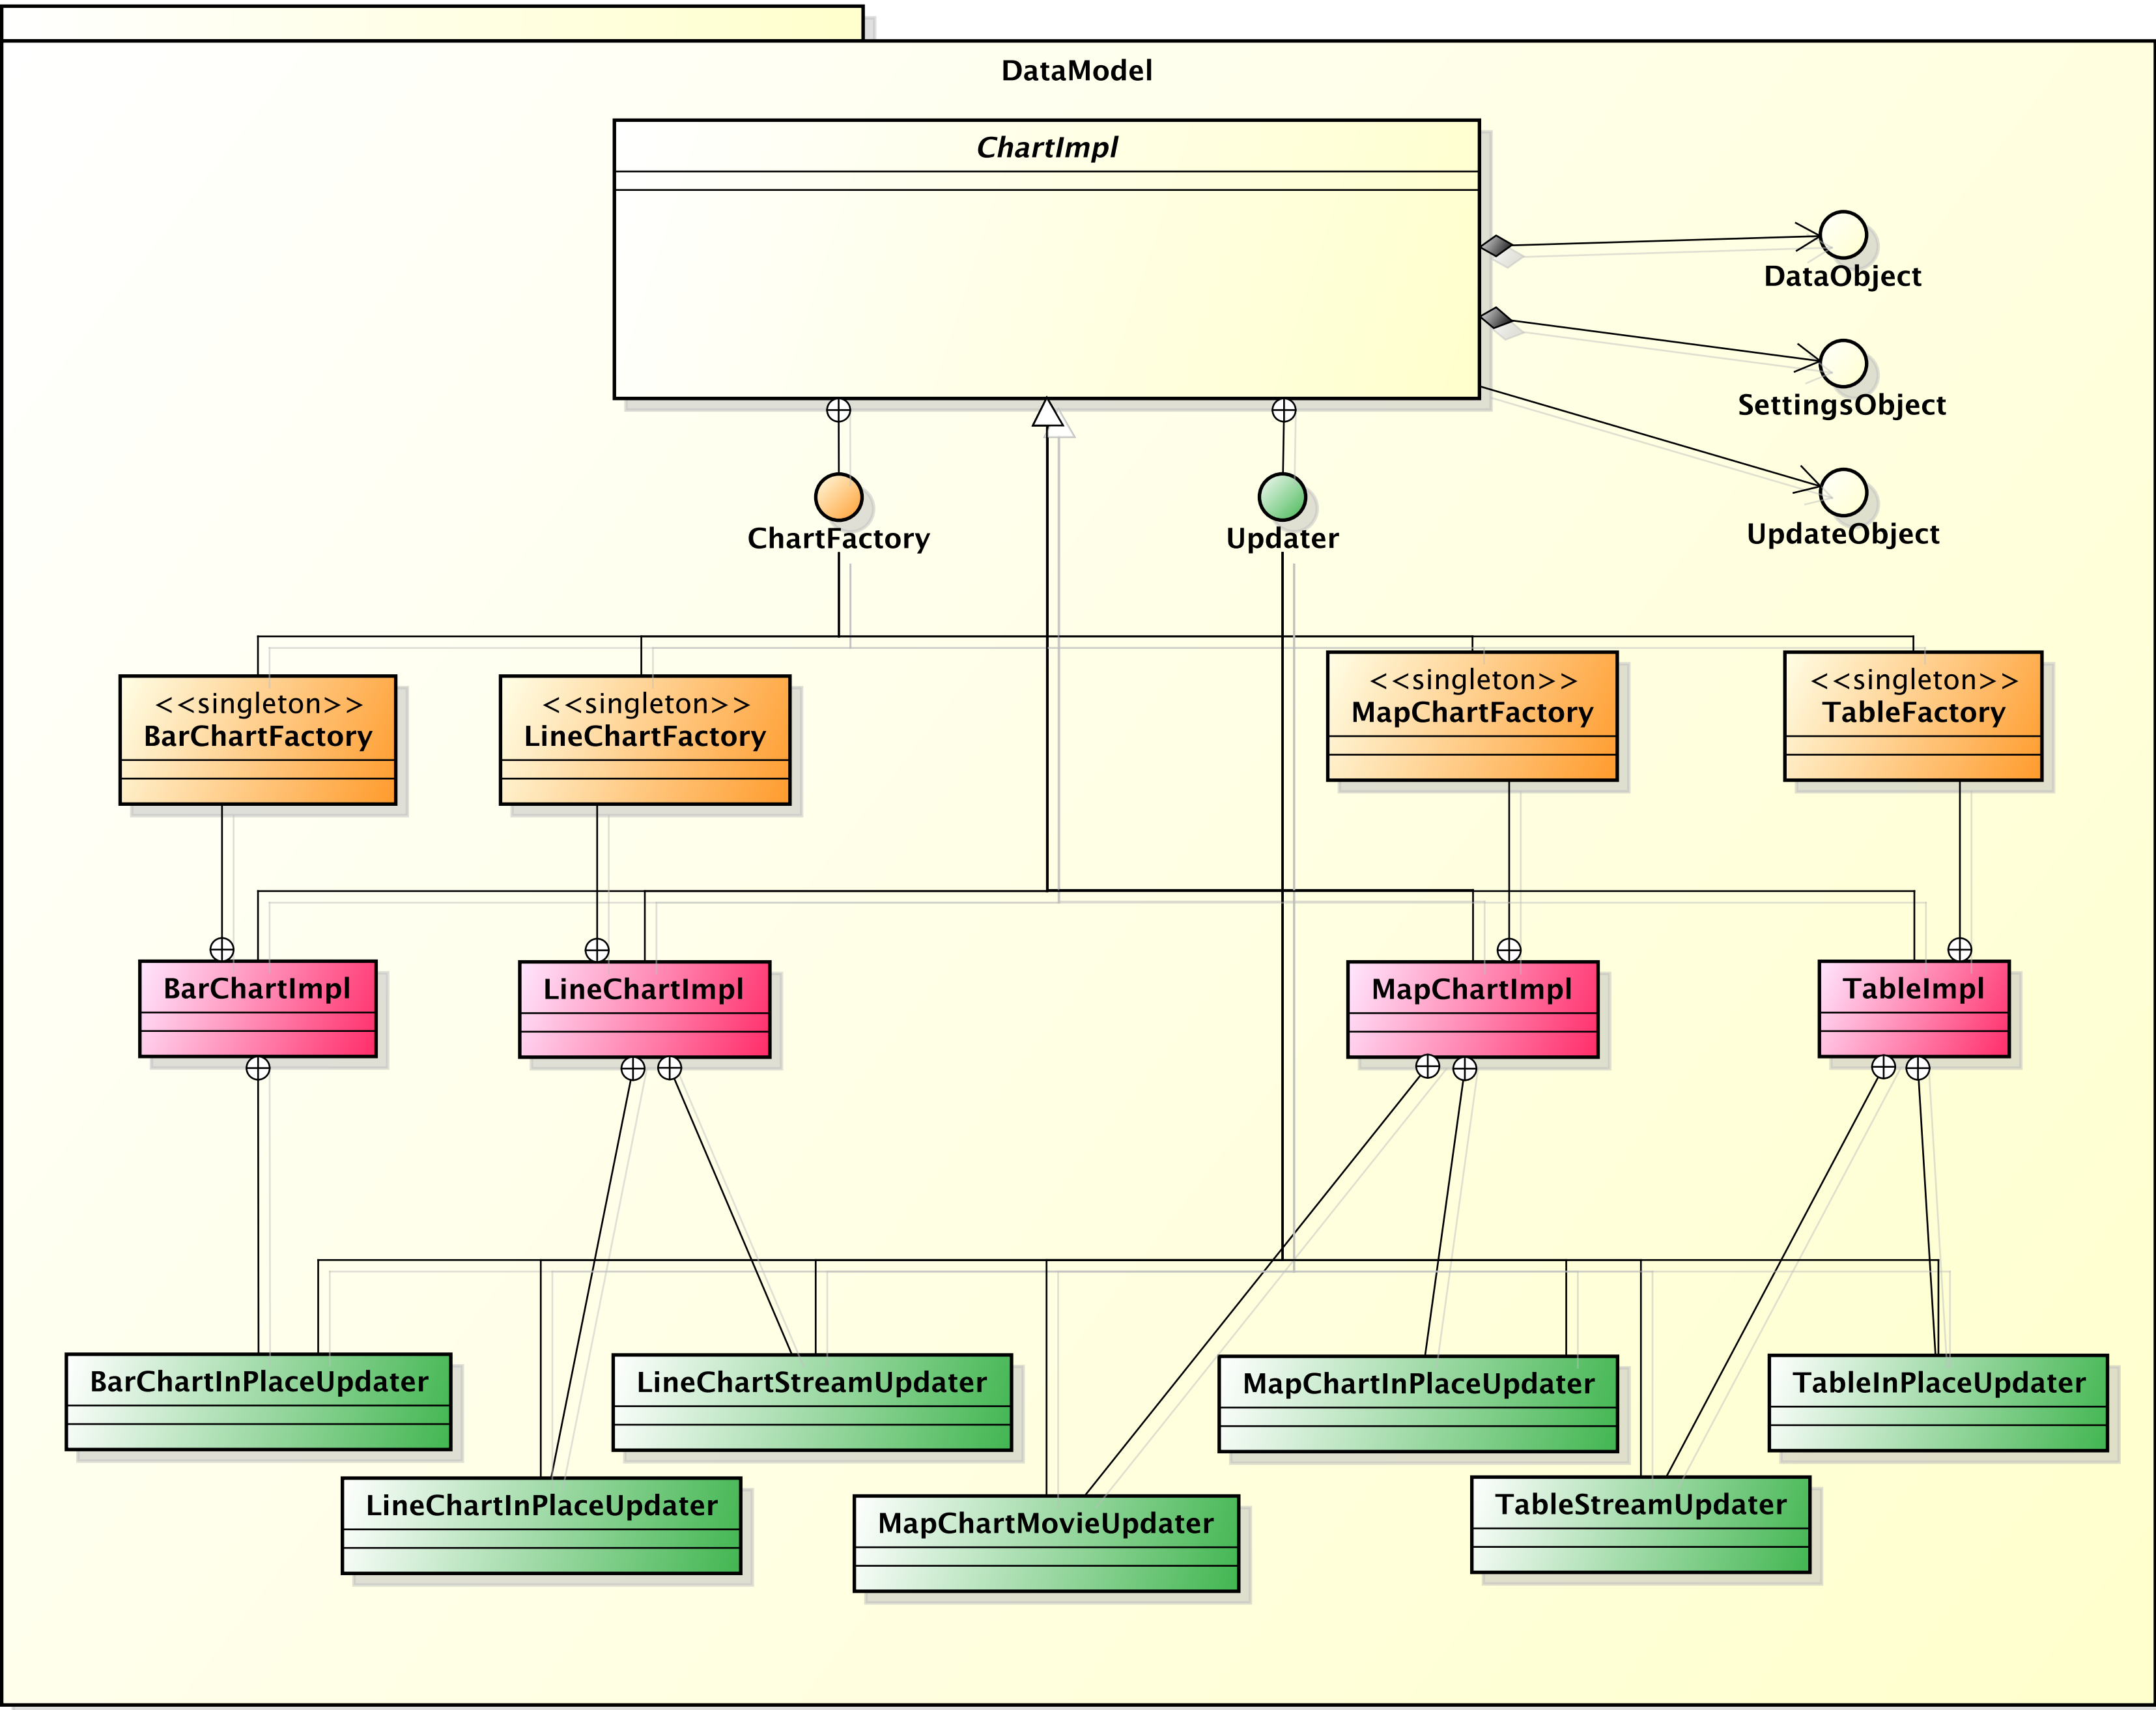 DataModel
ChartImpl
DataObject
SettingsObject
UpdateObject
ChartFactory
Updater
<<singleton>>
BarChartFactory
<<singleton>>
LineChartFactory
<<singleton>>
MapChartFactory
<<singleton>>
TableFactory
BarChartImpl
LineChartImpl
MapChartImpl
TableImpl
BarChartInPlaceUpdater
LineChartStreamUpdater
MapChartInPlaceUpdater
TableInPlaceUpdater
LineChartInPlaceUpdater
MapChartMovieUpdater
TableStreamUpdater